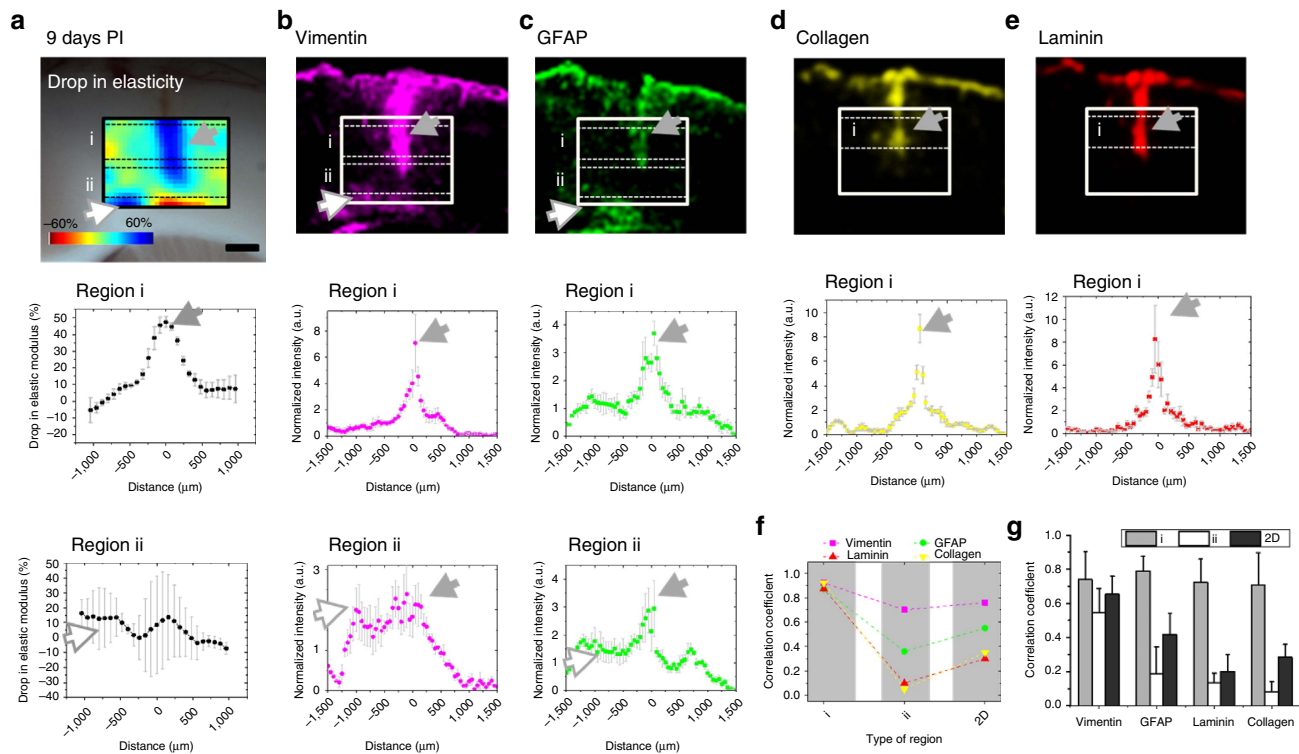 a
9 days PI
Drop in elasticity
i
ii
–60%
60%
b
Vimentin
i
ii
c
GFAP
i
ii
d
Collagen
i
e
Laminin
i
Region i
Drop in elastic modulus (%)
50
40
30
20
10
0
–10
–20
–1,000
–500
0
500
1,000
Distance (µm)
Region i
Normalized intensity (a.u.)
8
6
4
2
0
–1,500
–1,000
–500
0
500
1,000
1,500
Distance (µm)
Region i
Normalized intensity (a.u.)
4
3
2
1
0
–1,500
–1,000
–500
0
500
1,000
1,500
Distance (µm)
Region i
Normalized intensity (a.u.)
10
8
6
4
2
0
–1,500
–1,000
–500
0
500
1,000
1,500
Distance (µm)
Region i
Normalized intensity (a.u.)
12
10
8
6
4
2
0
–1,500
–1,000
–500
0
500
1,000
1,500
Distance (µm)
Region ii
Drop in elastic modulus (%)
50
40
30
20
10
0
–10
–20
–30
–40
–1,000
–500
0
500
1,000
Distance (µm)
Region ii
Normalized intensity (a.u.)
3
2
1
0
–1,500
–1,000
–500
0
500
1,000
1,500
Distance (µm)
Region ii
Normalized intensity (a.u.)
4
3
2
1
0
–1,500
–1,000
–500
0
500
1,000
1,500
Distance (µm)
f
Vimentin
GFAP
Laminin
Collagen
Correlation coefficient
1.0
0.8
0.6
0.4
0.2
0.0
i
ii
2D
Type of region
g
i
ii
2D
Correlation coefficient
1.0
0.8
0.6
0.4
0.2
0.0
Vimentin
GFAP
Laminin
Collagen